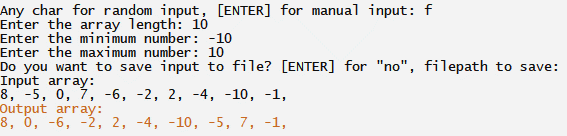 Any char for random input, [ENTER] for manual input: f
Enter the array length: 10
Enter the minimum number: -10
Enter the maximum number: 10
Do you want to save input to file? [ENTER] for "no", filepath to save:
Input array:
8, -5, 0, 7, -6, -2, 2, -4, -10, -1,
Output array:
8, 0, -6, -2, 2, -4, -10, -5, 7, -1,